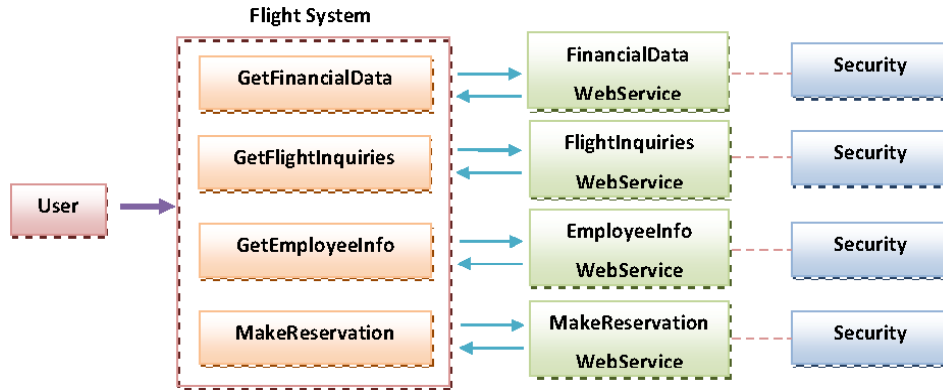 Flight System
GetFinancialData
FinancialData
WebService
Security
GetFlightInquiries
FlightInquiries
WebService
Security
User
GetEmployeeInfo
EmployeeInfo
WebService
Security
MakeReservation
MakeReservation
WebService
Security